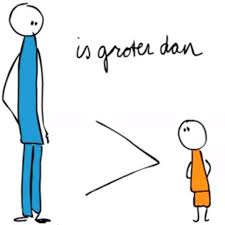 is groter dan
>